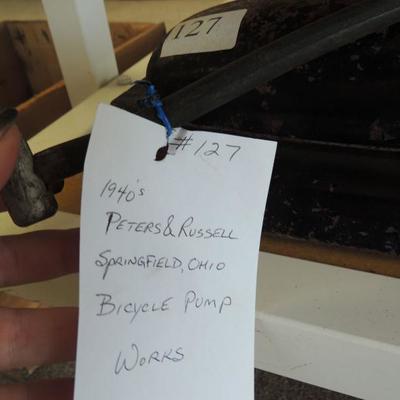 127
#127
1940's
PETERS & RUSSELL
SPRINGFIELD, OHIO
BICYCLE PUMP
WORKS